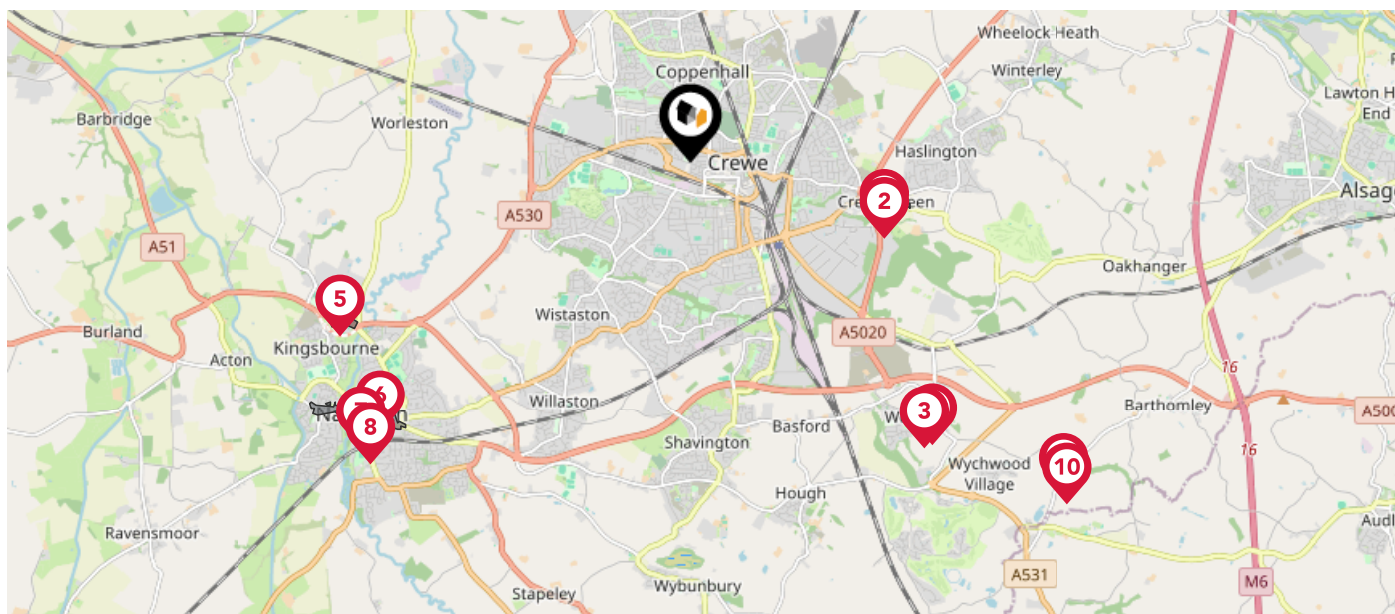 Wheelock Heath
Coppenhall
Winterley
Lawton H
End
Barbridge
Worleston
Crewe
Haslington
Alsag
2
A530
A51
Oakhanger
5
Wistaston
Burland
Kingsbourne
A5020
Acton
16
6
Willaston
3
Barthomley
A500
8
Basford
Shavington
16
Wychwood
Village
10
Hough
Ravensmoor
Audl
A531
M6
Stapeley
Wybunbury